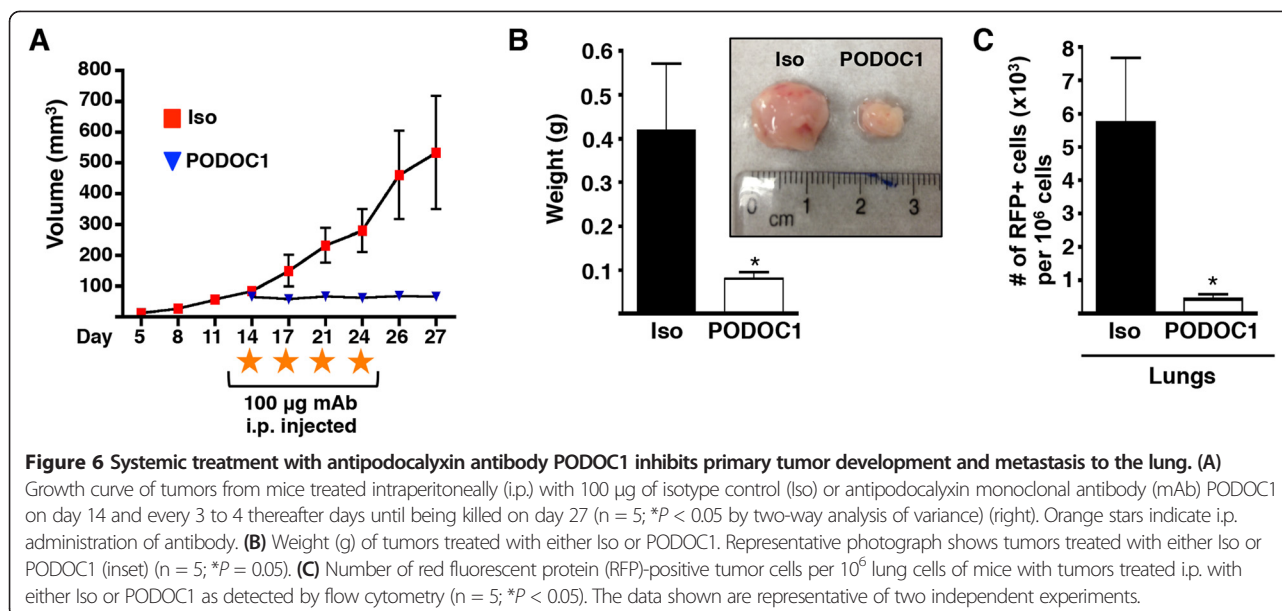 A
Volume (mm³)
800
700
600
500
400
300
200
100
Iso
PODOC1
Day 5 8 11 14 17 21 24 26 27
100 µg mAb
i.p. injected
B
Weight (g)
0.6
0.5
0.4
0.3
0.2
0.1
Iso PODOC1
0 1 2 3
cm
*
Iso PODOC1
C
# of RFP+ cells (x10³)
per 10⁶ cells
8
7
6
5
4
3
2
1
*
Iso PODOC1
Lungs
Figure 6 Systemic treatment with antipodocalyxin antibody PODOC1 inhibits primary tumor development and metastasis to the lung. (A)
Growth curve of tumors from mice treated intraperitoneally (i.p.) with 100 µg of isotype control (Iso) or antipodocalyxin monoclonal antibody (mAb) PODOC1
on day 14 and every 3 to 4 thereafter days until being killed on day 27 (n = 5; *P < 0.05 by two-way analysis of variance) (right). Orange stars indicate i.p.
administration of antibody. (B) Weight (g) of tumors treated with either Iso or PODOC1. Representative photograph shows tumors treated with either Iso or
PODOC1 (inset) (n = 5; *P = 0.05). (C) Number of red fluorescent protein (RFP)-positive tumor cells per 10⁶ lung cells of mice with tumors treated i.p. with
either Iso or PODOC1 as detected by flow cytometry (n = 5; *P < 0.05). The data shown are representative of two independent experiments.